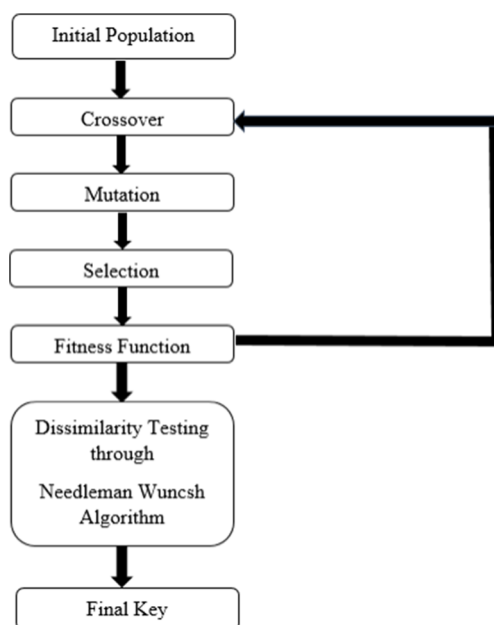 Initial Population
Crossover
Mutation
Selection
Fitness Function
Dissimilarity Testing
through
Needleman Wuncsh
Algorithm
Final Key